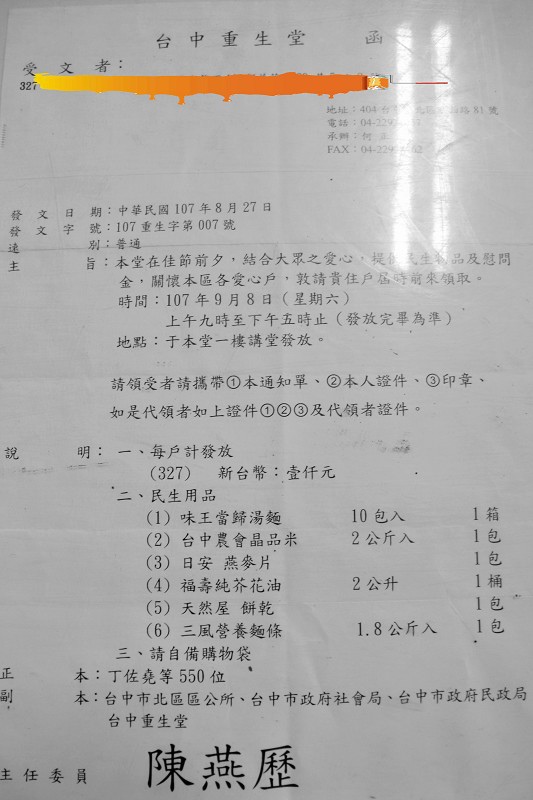 台中重生堂 函
受文者：
327
地址：404台 路81號
電話：04-229
承辦：何
FAX：04-229 62
發文日期：中華民國107年8月27日
發文字號：107重生字第007號
速別：普通
主旨：本堂在佳節前夕，結合大眾之愛心，提供民生物品及慰問
金，關懷本區各愛心戶，敦請貴住戶屆時前來領取。
時間：107年9月8日（星期六）
上午九時至下午五時止（發放完畢為準）
地點：于本堂一樓講堂發放。
請領受者請攜帶①本通知單、②本人證件、③印章、
如是代領者如上證件①②③及代領者證件。
說明：一、每戶計發放
(327) 新台幣：壹仟元
二、民生用品
(1) 味王當歸湯麵 10包入 1箱
(2) 台中農會晶品米 2公斤入 1包
(3) 日安 燕麥片 1包
(4) 福壽純芥花油 2公升 1桶
(5) 天然屋 餅乾 1包
(6) 三風營養麵條 1.8公斤入 1包
三、請自備購物袋
正本：丁佐堯等550位
副本：台中市北區區公所、台中市政府社會局、台中市政府民政局
台中重生堂
主任委員 陳燕歷